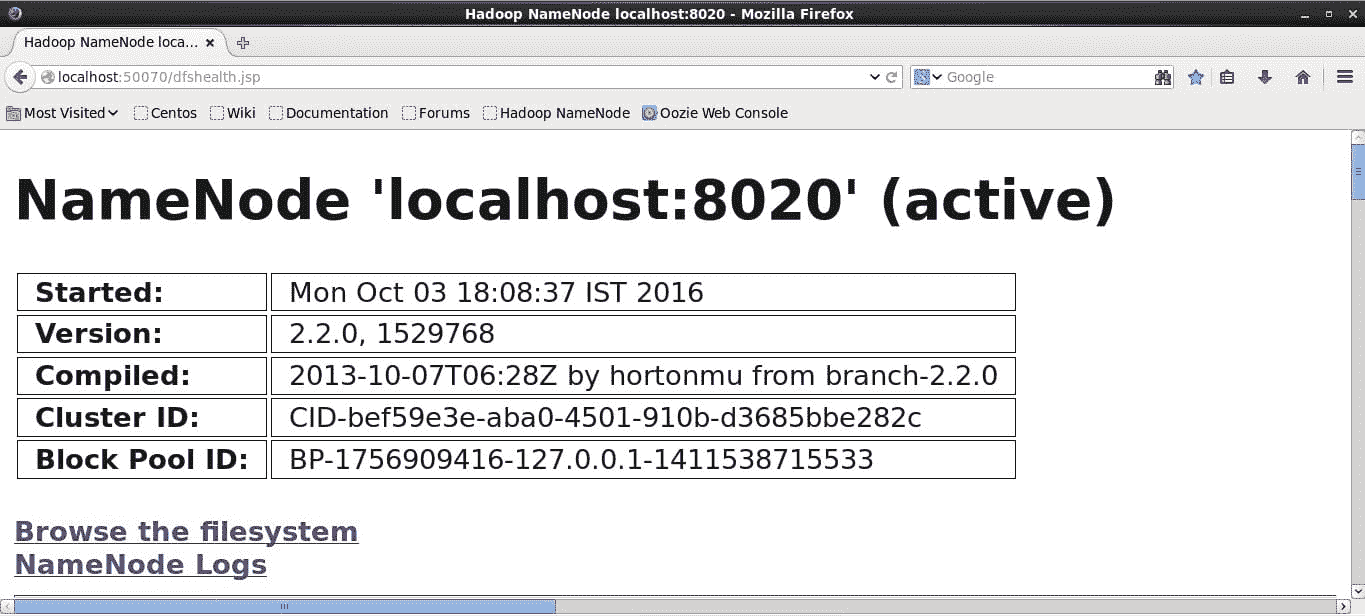 Hadoop NameNode localhost:8020 - Mozilla Firefox
Hadoop NameNode loca...
localhost:50070/dfshealth.jsp
Google
Most Visited Centos Wiki Documentation Forums Hadoop NameNode Oozie Web Console
NameNode 'localhost:8020' (active)
Started: Mon Oct 03 18:08:37 IST 2016
Version: 2.2.0, 1529768
Compiled: 2013-10-07T06:28Z by hortonmu from branch-2.2.0
Cluster ID: CID-bef59e3e-aba0-4501-910b-d3685bbe282c
Block Pool ID: BP-1756909416-127.0.0.1-1411538715533
Browse the filesystem
NameNode Logs